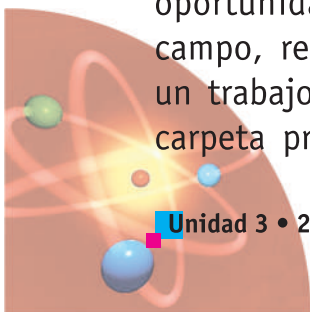 campo, re
un trabajo
carpeta pr
Unidad 3 • 2